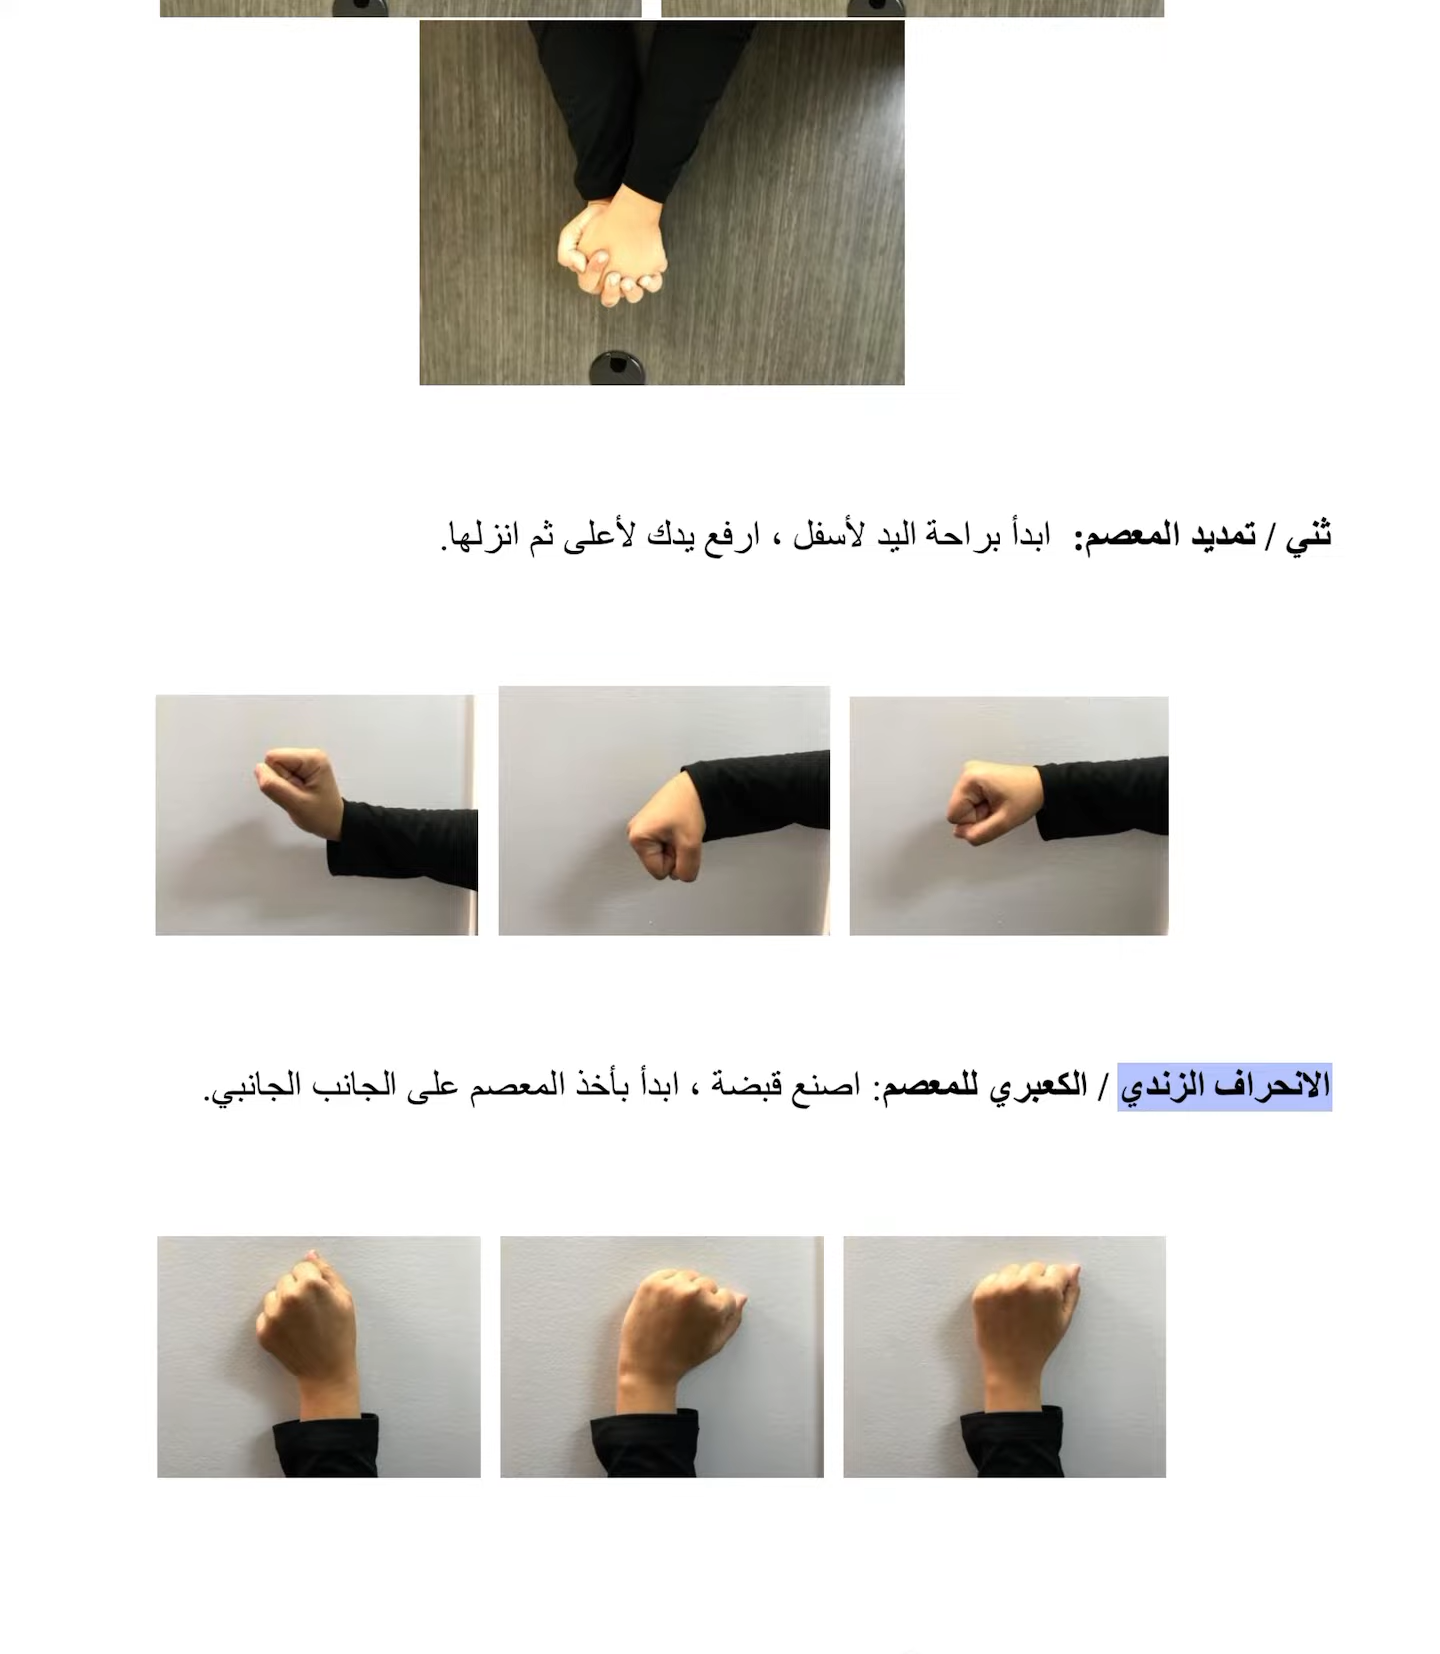 ثني / تمديد المعصم: ابدأ براحة اليد لأسفل ، ارفع يدك لأعلى ثم انزلها.
الانحراف الزندي / الكعبري للمعصم: اصنع قبضة ، ابدأ بأخذ المعصم على الجانب الجانبي.